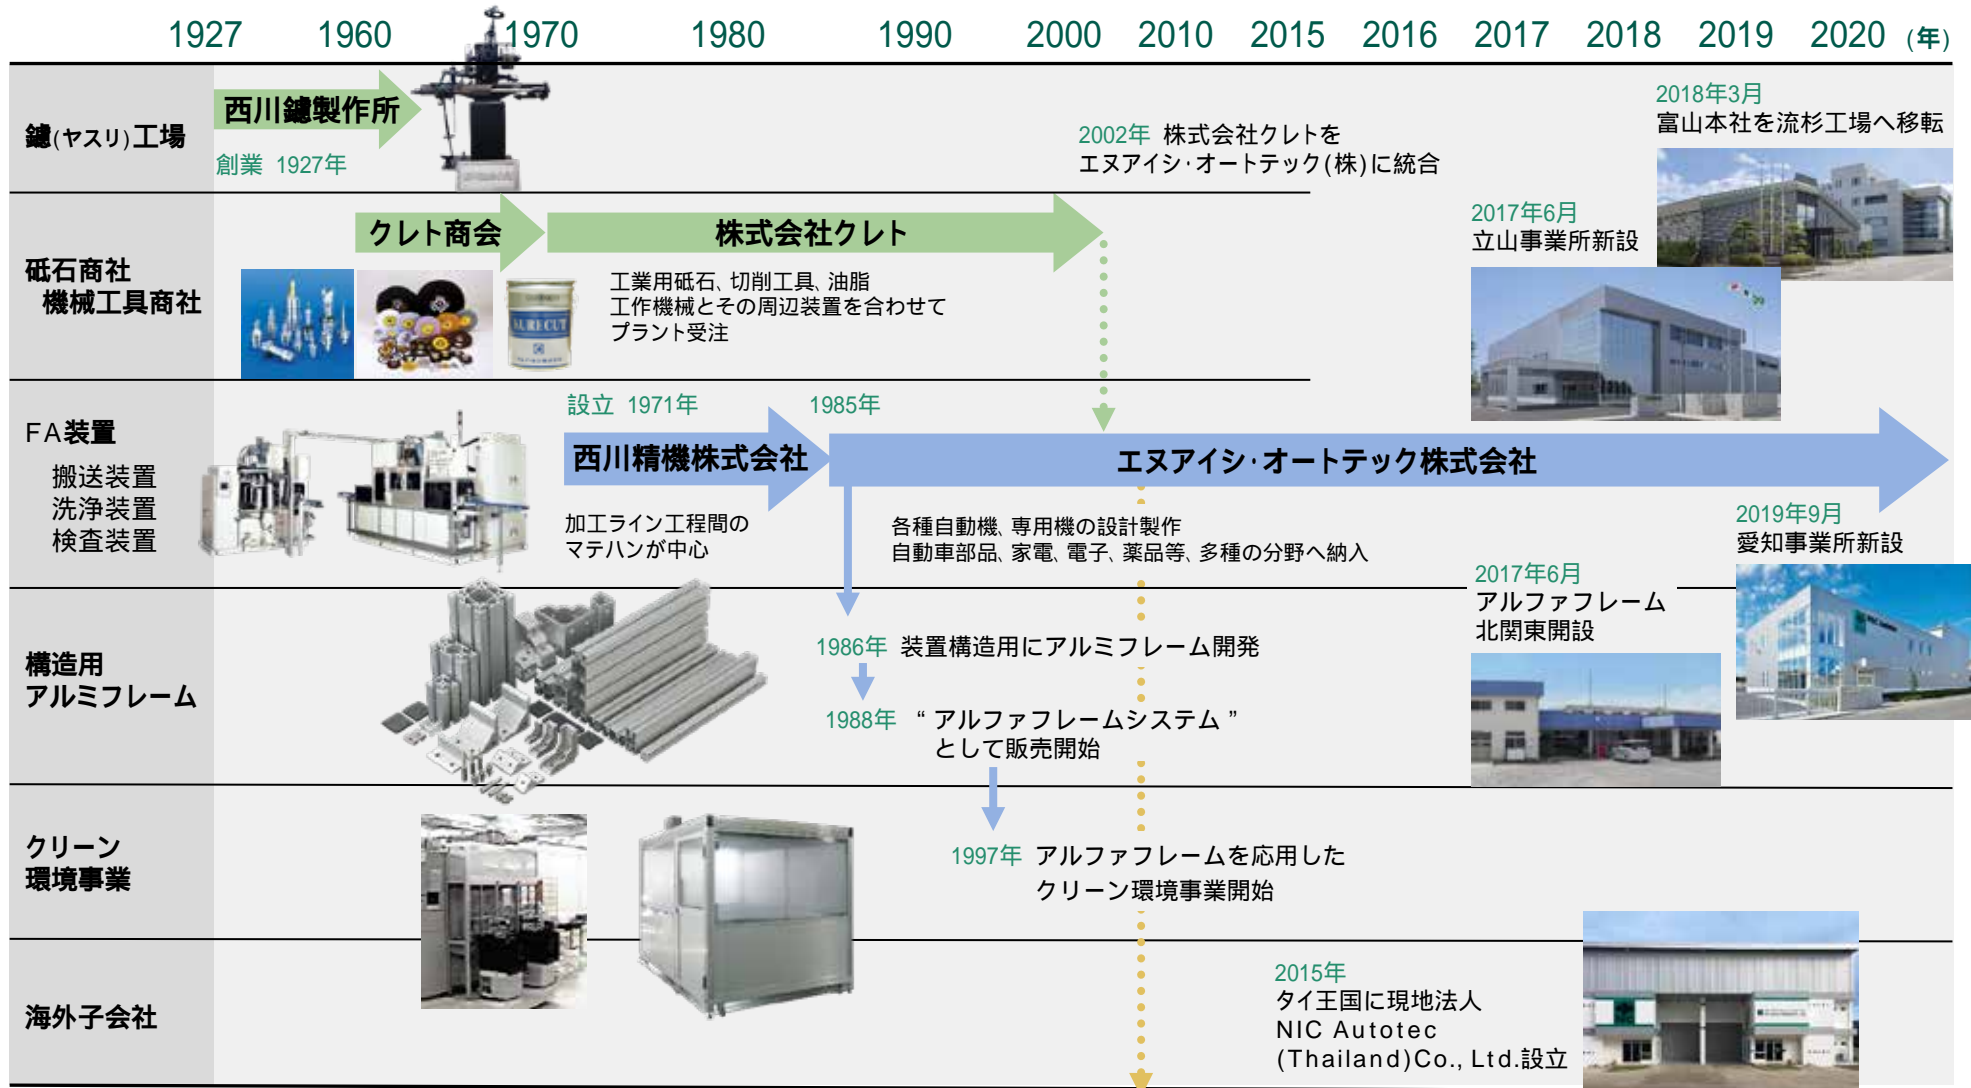 1927 1960 1970 1980 1990 2000 2010 2015 2016 2017 2018 2019 2020 (年)
鑢(ヤスリ)工場
西川鑢製作所
創業 1927年
2002年 株式会社クレトを
エヌアイシ・オートテック(株)に統合
2018年3月
富山本社を流杉工場へ移転
砥石商社
機械工具商社
クレト商会
株式会社クレト
KURECUT
工業用砥石、切削工具、油脂
工作機械とその周辺装置を合わせて
プラント受注
2017年6月
立山事業所新設
FA装置
搬送装置
洗浄装置
検査装置
設立 1971年
西川精機株式会社
加工ライン工程間の
マテハンが中心
1985年
エヌアイシ・オートテック株式会社
各種自動機、専用機の設計製作
自動車部品、家電、電子、薬品等、多種の分野へ納入
2019年9月
愛知事業所新設
構造用
アルミフレーム
1986年 装置構造用にアルミフレーム開発
1988年 “アルファフレームシステム”
として販売開始
2017年6月
アルファフレーム
北関東開設
クリーン
環境事業
1997年 アルファフレームを応用した
クリーン環境事業開始
海外子会社
2015年
タイ王国に現地法人
NIC Autotec
(Thailand)Co., Ltd.設立